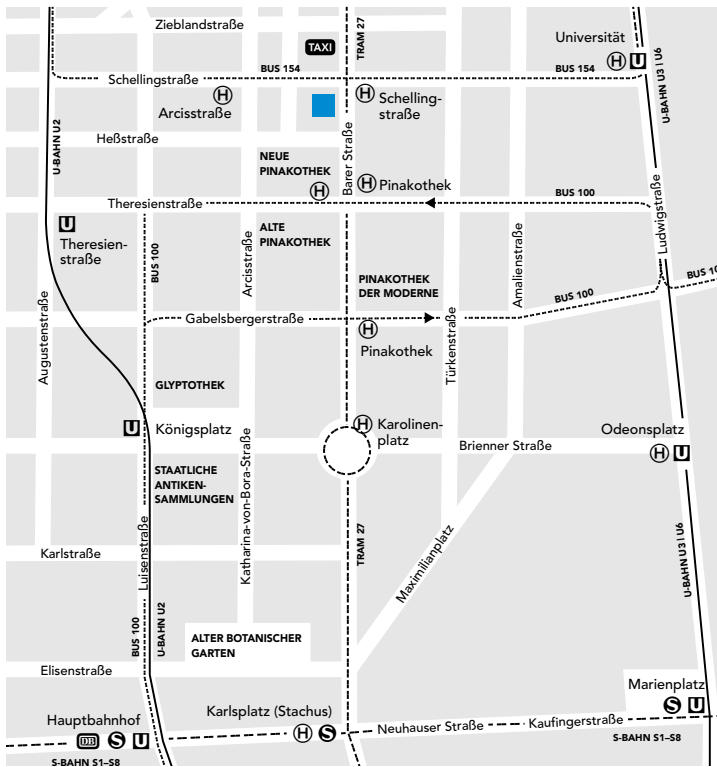 Zieblandstraße
TAXI
TRAM 27
Universität
H U
Schellingstraße
BUS 154
BUS 154
H
Arcisstraße
H
Schelling-
straße
U-BAHN U3 | U6
U-BAHN U2
Heßstraße
Barer Straße
NEUE
PINAKOTHEK
H
H Pinakothek
Theresienstraße
BUS 100
Ludwigstraße
U
Theresien-
straße
BUS 100
Arcisstraße
ALTE
PINAKOTHEK
Amalienstraße
PINAKOTHEK
DER MODERNE
BUS 100
BUS 10
Augustenstraße
Gabelsbergerstraße
H
Pinakothek
Türkenstraße
GLYPTOTHEK
U Königsplatz
H Karolinen-
platz
Brienner Straße
Odeonsplatz
H U
Katharina-von-Bora-Straße
STAATLICHE
ANTIKEN-
SAMMLUNGEN
Luisenstraße
Karlstraße
TRAM 27
Maximilianplatz
U-BAHN U3 | U6
BUS 100
U-BAHN U2
ALTER BOTANISCHER
GARTEN
Elisenstraße
Marienplatz
S U
Hauptbahnhof
DB S U
S-BAHN S1–S8
Karlsplatz (Stachus)
H S
Neuhauser Straße
Kaufingerstraße
S-BAHN S1–S8